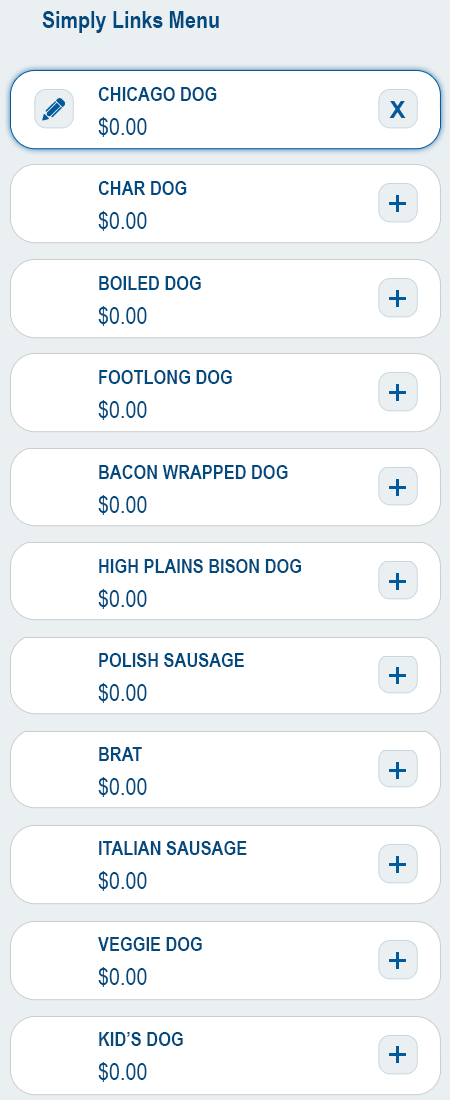 Simply Links Menu
CHICAGO DOG
$0.00
X
CHAR DOG
$0.00
+
BOILED DOG
$0.00
+
FOOTLONG DOG
$0.00
+
BACON WRAPPED DOG
$0.00
+
HIGH PLAINS BISON DOG
$0.00
+
POLISH SAUSAGE
$0.00
+
BRAT
$0.00
+
ITALIAN SAUSAGE
$0.00
+
VEGGIE DOG
$0.00
+
KID’S DOG
$0.00
+